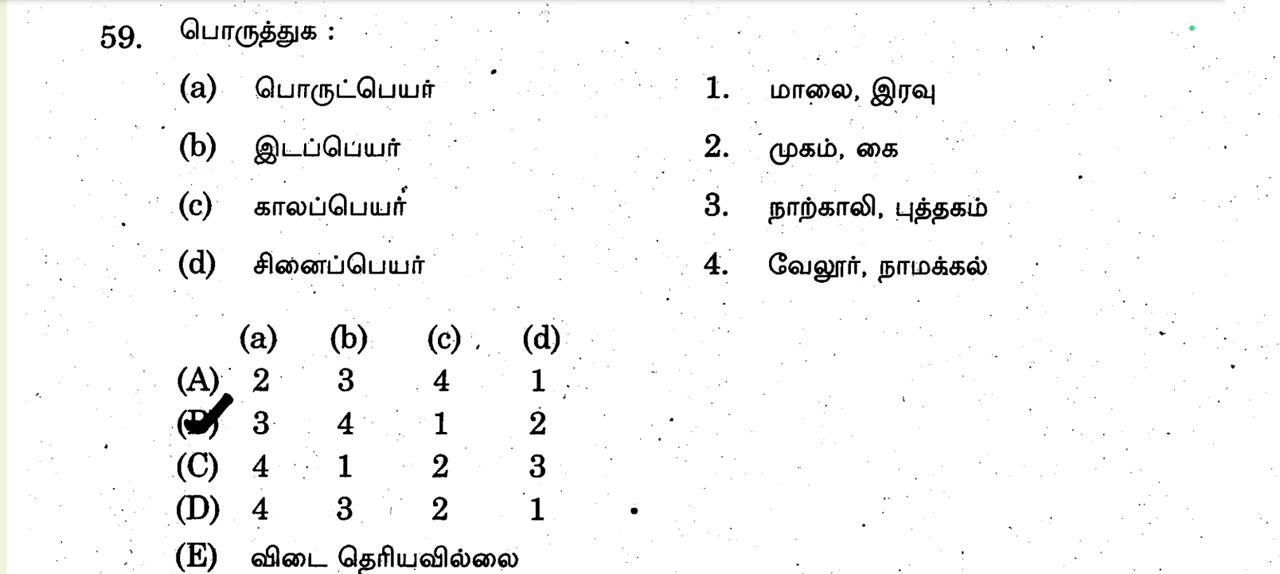 59. பொருத்துக :
(a) பொருட்பெயர் 1. மாலை, இரவு
(b) இடப்பெயர் 2. முகம், கை
(c) காலப்பெயர் 3. நாற்காலி, புத்தகம்
(d) சினைப்பெயர் 4. வேலூர், நாமக்கல்
(a) (b) (c) (d)
(A) 2 3 4 1
(B) 3 4 1 2
(C) 4 1 2 3
(D) 4 3 2 1
(E) விடை தெரியவில்லை